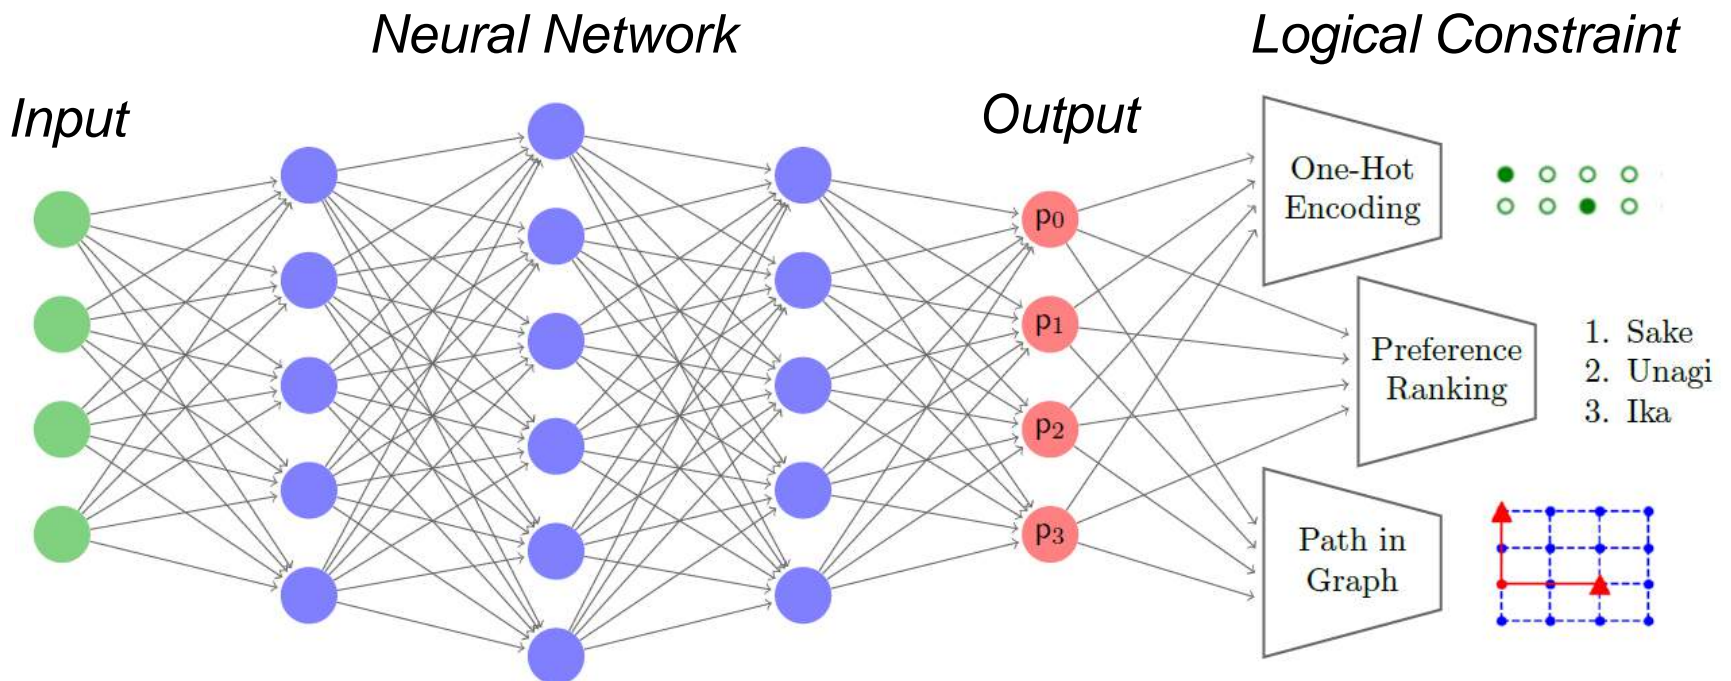 Neural Network
Logical Constraint
Input
Output
One-Hot
Encoding
p0
p1
p2
p3
Preference
Ranking
1. Sake
2. Unagi
3. Ika
Path in
Graph